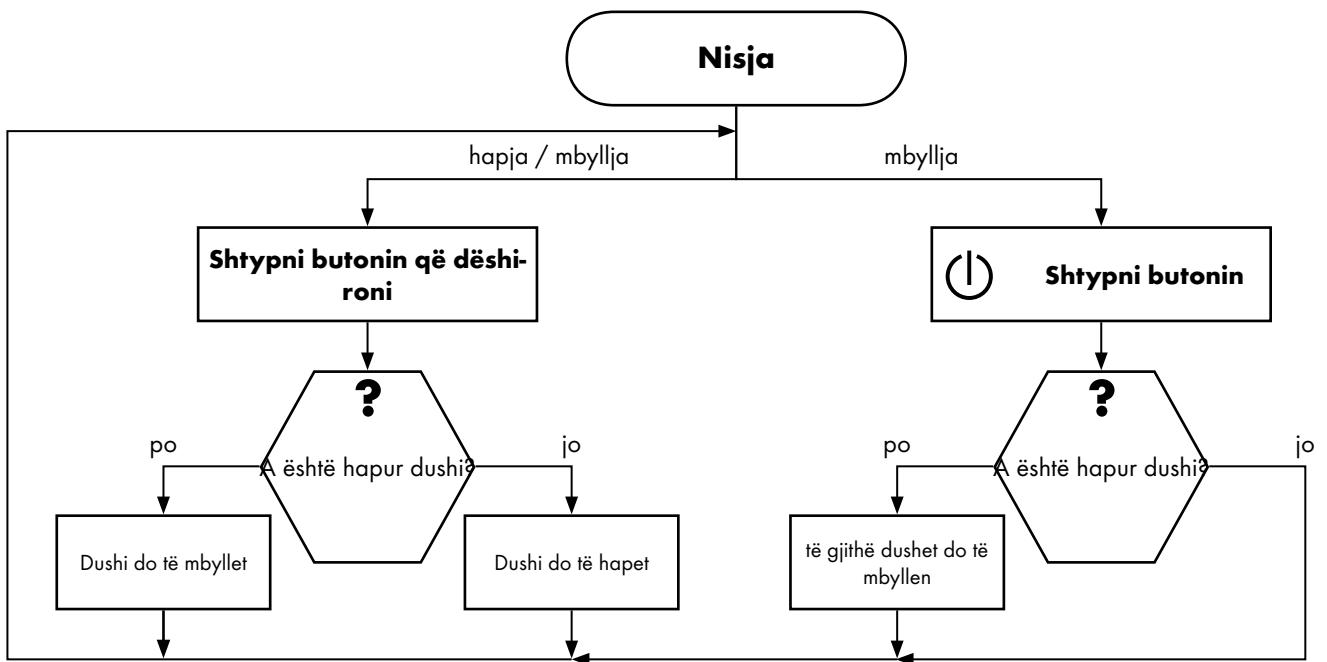 Nisja
hapja / mbyllja
mbyllja
Shtypni butonin që dëshi-
roni
Shtypni butonin
?
?
po
A është hapur dushi?
jo
po
A është hapur dushi?
jo
Dushi do të mbyllet
Dushi do të hapet
të gjithë dushet do të
mbyllen